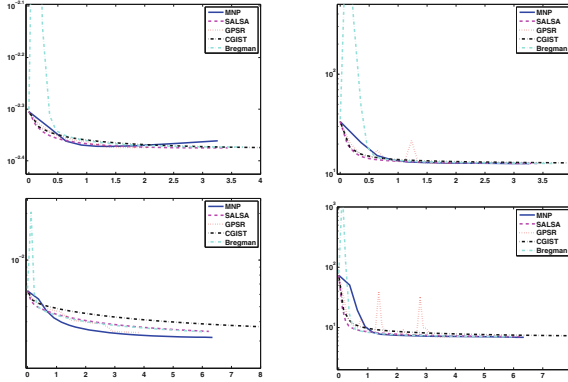 10^-2.1
10^-2.2
10^-2.3
10^-2.4
0 0.5 1 1.5 2 2.5 3 3.5 4
MNP
SALSA
GPSR
CGIST
Bregman
10^2
10^1
0 0.5 1 1.5 2 2.5 3 3.5
MNP
SALSA
GPSR
CGIST
Bregman
0 1 2 3 4 5 6 7 8
MNP
SALSA
GPSR
CGIST
Bregman
10^3
10^2
10^1
0 1 2 3 4 5 6 7
MNP
SALSA
GPSR
CGIST
Bregman